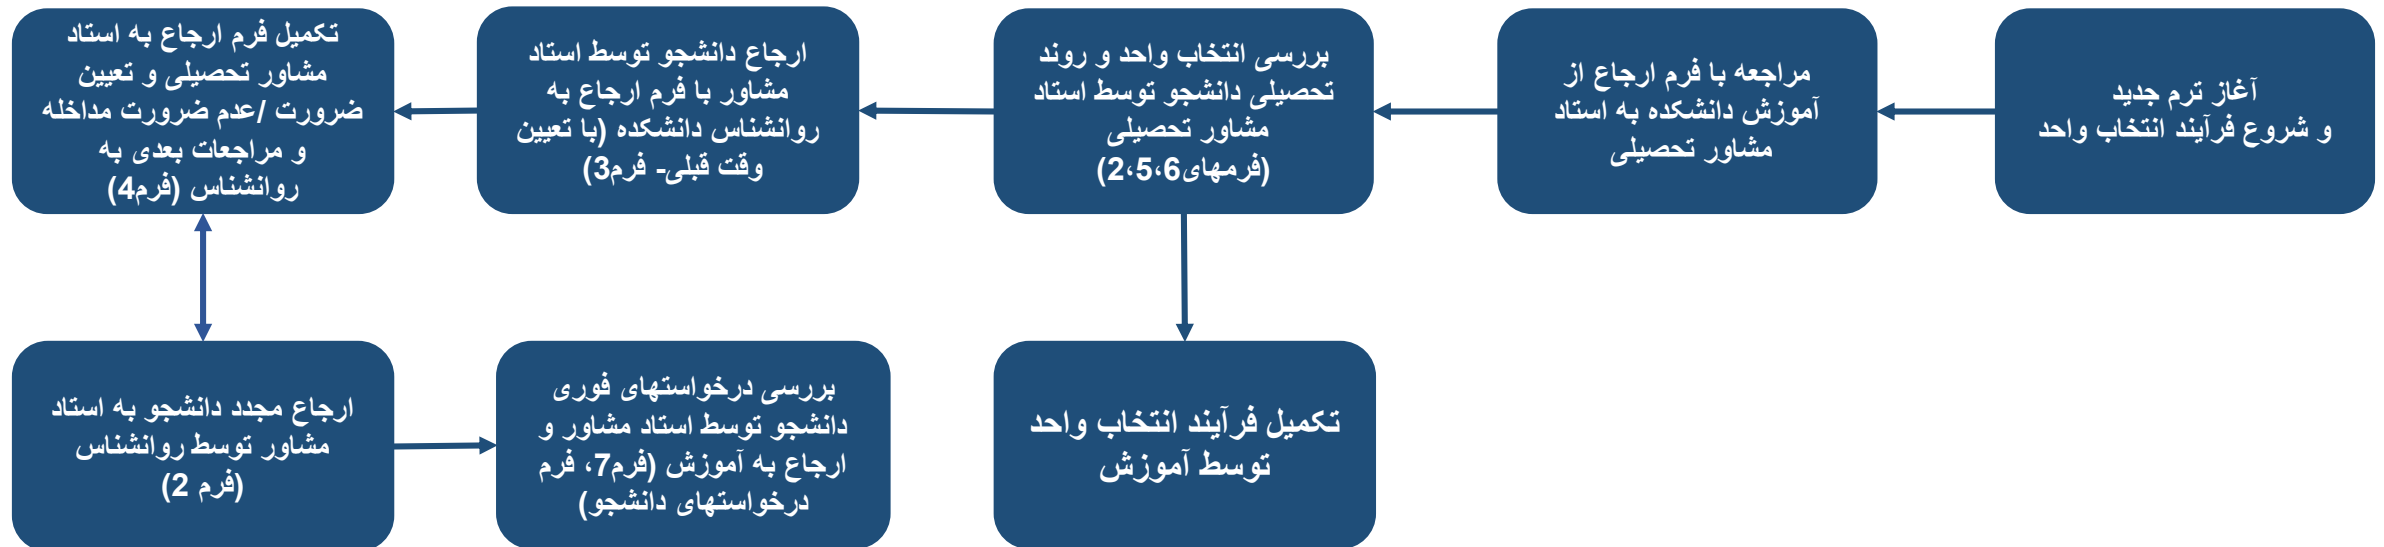 آغاز ترم جدید
و شروع فرآیند انتخاب واحد
مراجعه با فرم ارجاع از
آموزش دانشکده به استاد
مشاور تحصیلی
بررسی انتخاب واحد و روند
تحصیلی دانشجو توسط استاد
مشاور تحصیلی
(فرمهای2،5،6)
ارجاع دانشجو توسط استاد
مشاور با فرم ارجاع به
روانشناس دانشکده (با تعیین
وقت قبلی- فرم3)
تکمیل فرم ارجاع به استاد
مشاور تحصیلی و تعیین
ضرورت /عدم ضرورت مداخله
و مراجعات بعدی به
روانشناس (فرم4)
ارجاع مجدد دانشجو به استاد
مشاور توسط روانشناس
(فرم 2)
بررسی درخواستهای فوری
دانشجو توسط استاد مشاور و
ارجاع به آموزش (فرم7، فرم
درخواستهای دانشجو)
تکمیل فرآیند انتخاب واحد
توسط آموزش